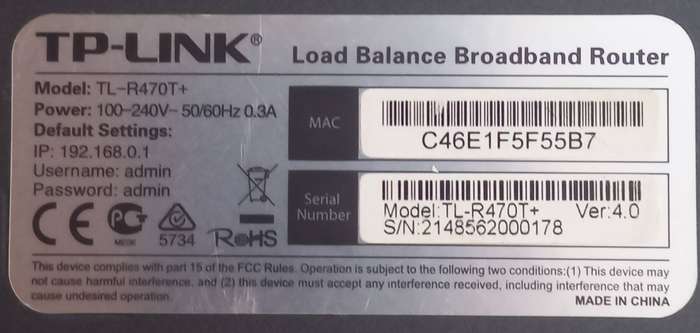 TP-LINK® Load Balance Broadband Router
Model: TL-R470T+
Power: 100-240V~ 50/60Hz 0.3A
Default Settings:
IP: 192.168.0.1
Username: admin
Password: admin
MAC
C46E1F5F55B7
Serial
Number
Model:TL-R470T+ Ver:4.0
S/N:2148562000178
CE PG ME06 5734 RoHS
This device complies with part 15 of the FCC Rules. Operation is subject to the following two conditions:(1) This device may
not cause harmful interference, and (2) this device must accept any interference received, including interference that may
cause undesired operation.
MADE IN CHINA